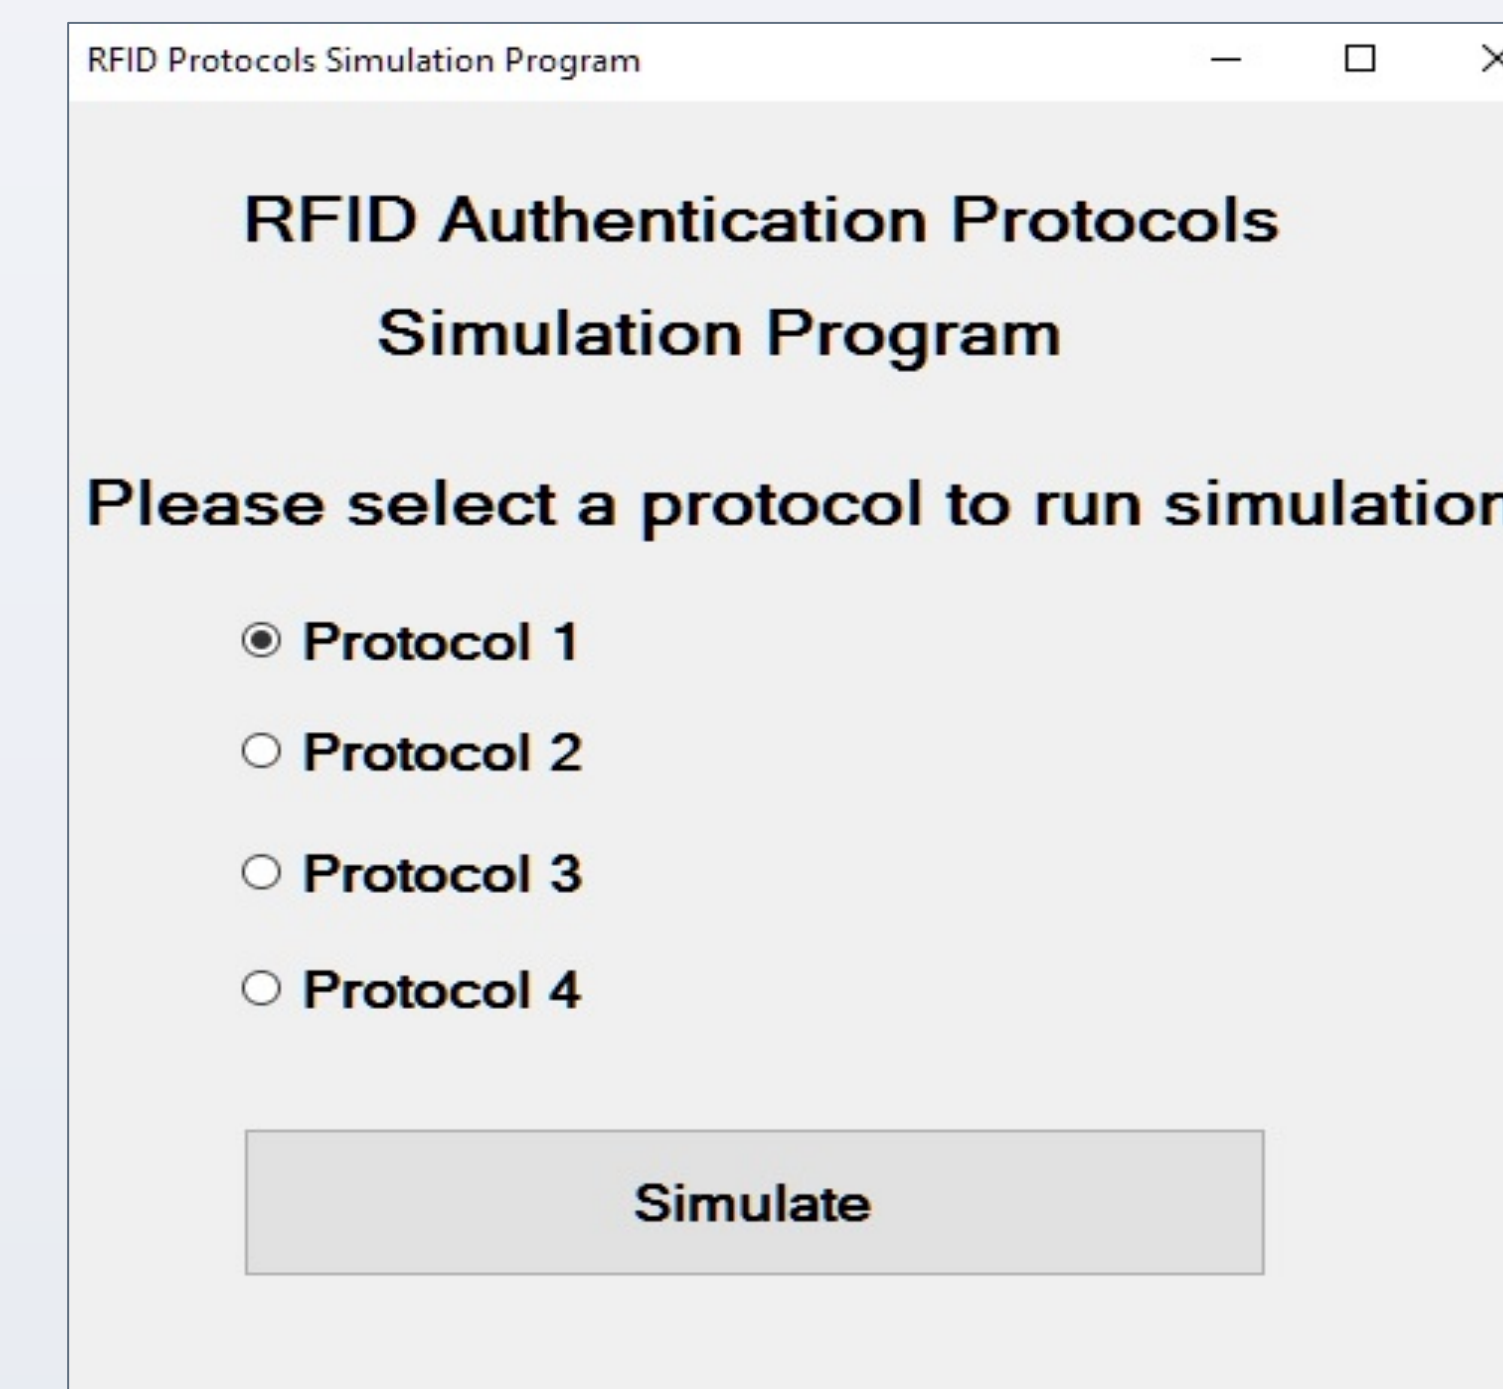 RFID Protocols Simulation Program
RFID Authentication Protocols
Simulation Program
Please select a protocol to run simulation
Protocol 1
Protocol 2
Protocol 3
Protocol 4
Simulate